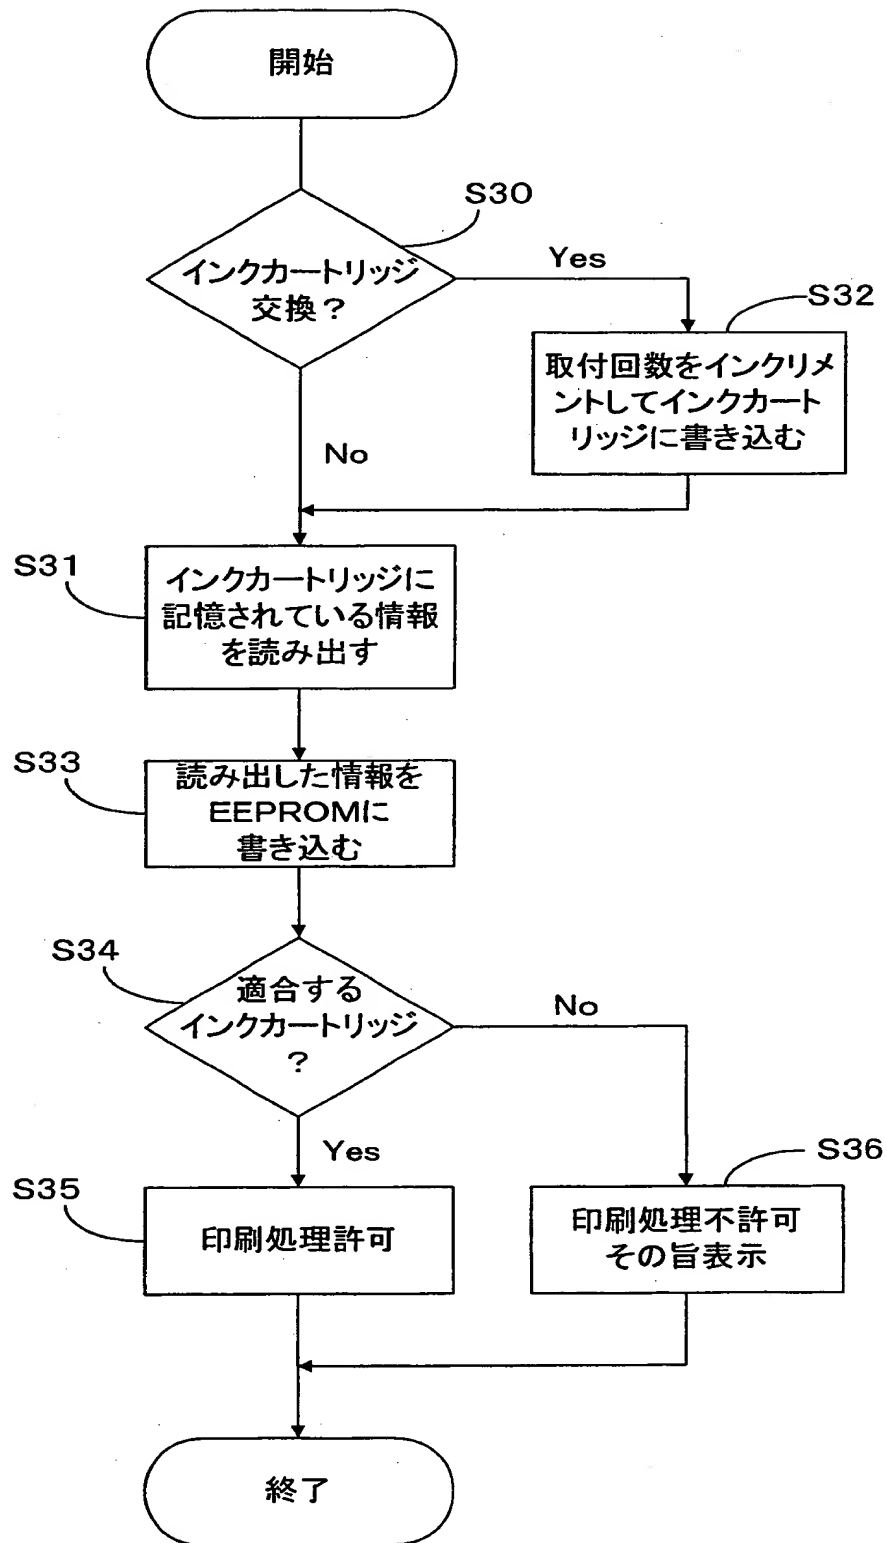 開始
S30
インクカートリッジ
交換？
Yes
S32
取付回数をインクリメ
ントしてインクカート
リッジに書き込む
No
S31
インクカートリッジに
記憶されている情報
を読み出す
S33
読み出した情報を
EEPROMに
書き込む
S34
適合する
インクカートリッジ
？
No
Yes
S35
印刷処理許可
S36
印刷処理不許可
その旨表示
終了